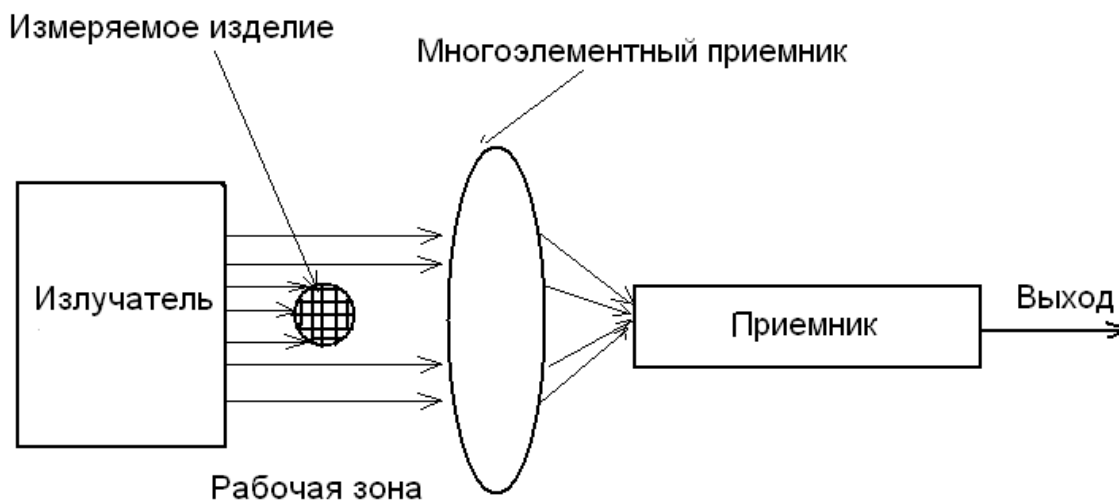 Измеряемое изделие
Многоэлементный приемник
Излучатель
Приемник
Выход
Рабочая зона